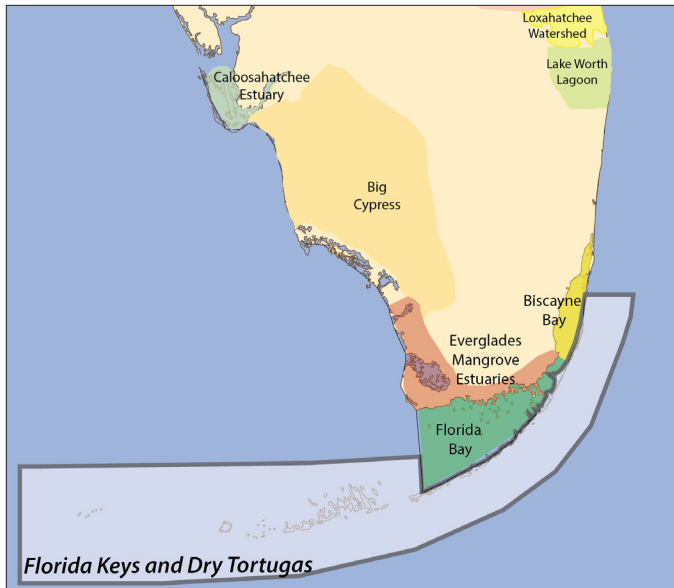 Loxahatchee
Watershed
Lake Worth
Lagoon
Caloosahatchee
Estuary
Big
Cypress
Biscayne
Bay
Everglades
Mangrove
Estuaries
Florida
Bay
Florida Keys and Dry Tortugas